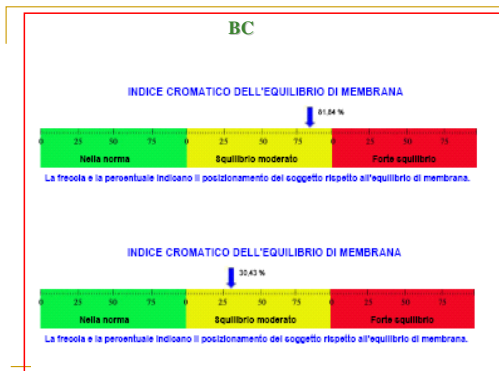 BC
INDICE CROMATICO DELL'EQUILIBRIO DI MEMBRANA
81,84 %
0 25 50 75 0 25 50 75 0 25 50 75
Nella norma Squilibrio moderato Forte squilibrio
La freccia e la percentuale indicano il posizionamento del soggetto rispetto all'equilibrio di membrana.
INDICE CROMATICO DELL'EQUILIBRIO DI MEMBRANA
30,43 %
0 25 50 75 0 25 50 75 0 25 50 75
Nella norma Squilibrio moderato Forte squilibrio
La freccia e la percentuale indicano il posizionamento del soggetto rispetto all'equilibrio di membrana.